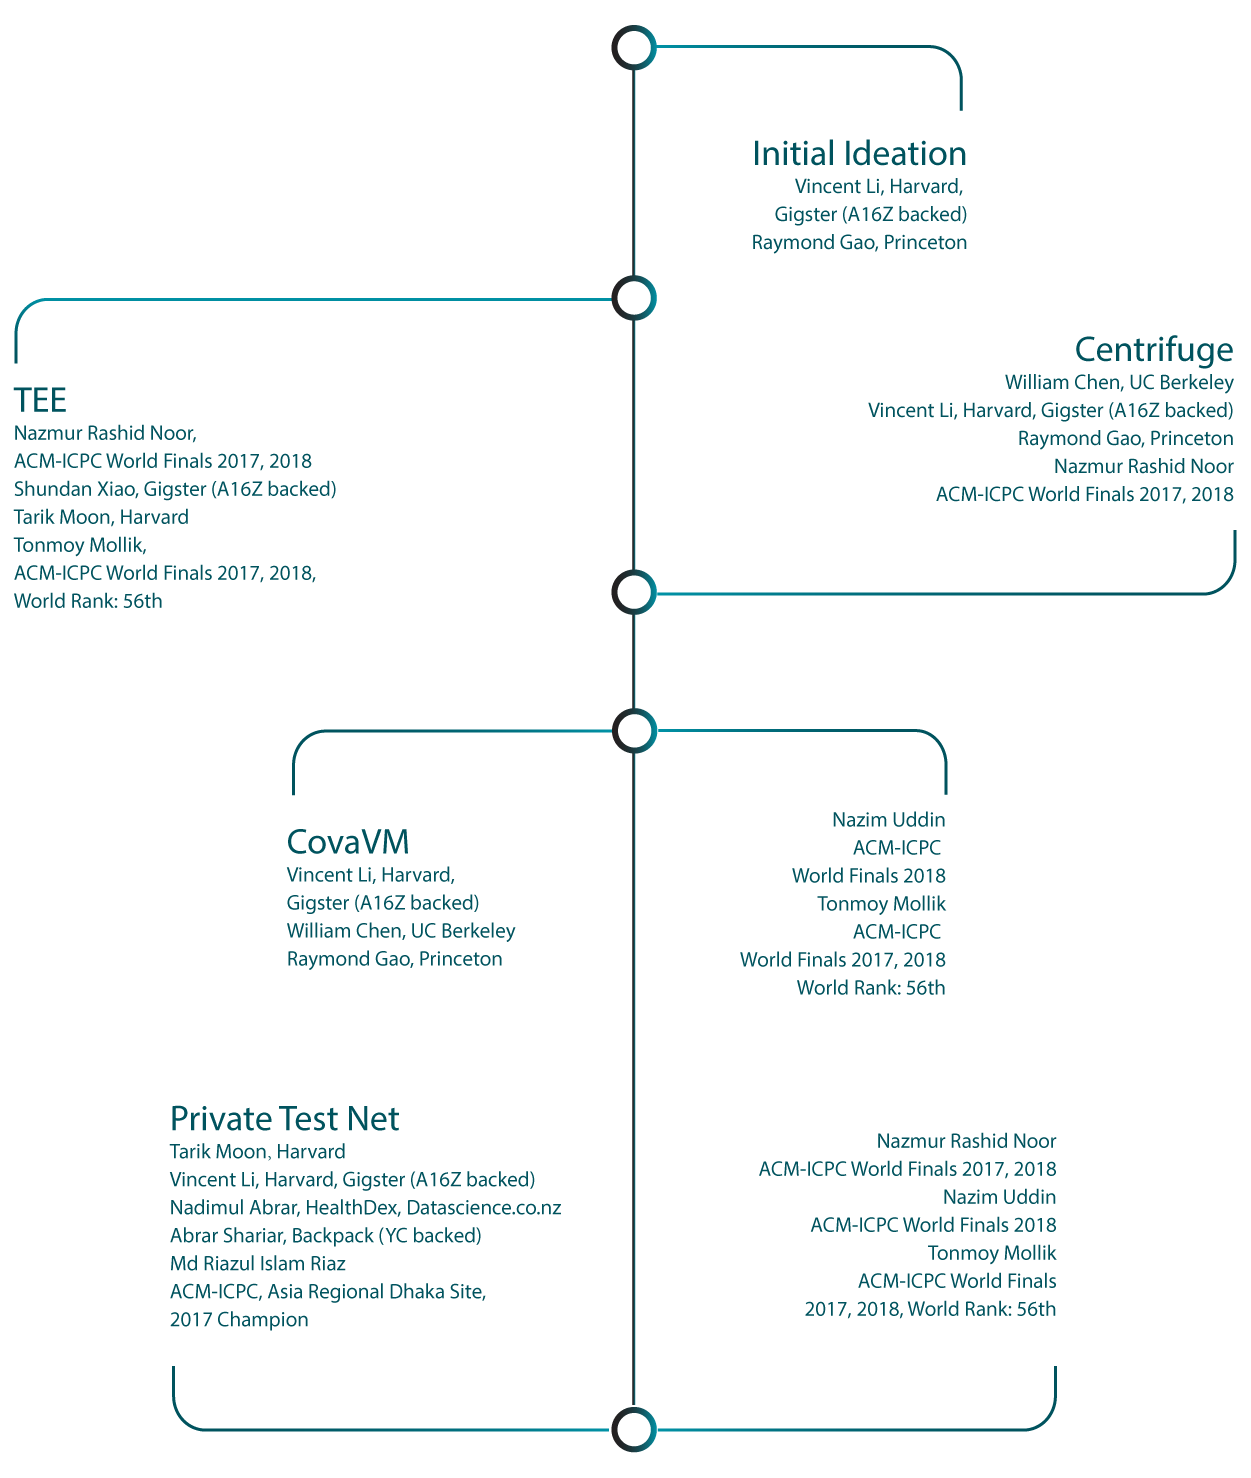 Initial Ideation
Vincent Li, Harvard,
Gigster (A16Z backed)
Raymond Gao, Princeton
TEE
Nazmur Rashid Noor,
ACM-ICPC World Finals 2017, 2018
Shundan Xiao, Gigster (A16Z backed)
Tarik Moon, Harvard
Tonmoy Mollik,
ACM-ICPC World Finals 2017, 2018,
World Rank: 56th
Centrifuge
William Chen, UC Berkeley
Vincent Li, Harvard, Gigster (A16Z backed)
Raymond Gao, Princeton
Nazmur Rashid Noor
ACM-ICPC World Finals 2017, 2018
CovaVM
Vincent Li, Harvard,
Gigster (A16Z backed)
William Chen, UC Berkeley
Raymond Gao, Princeton
Nazim Uddin
ACM-ICPC
World Finals 2018
Tonmoy Mollik
ACM-ICPC
World Finals 2017, 2018
World Rank: 56th
Private Test Net
Tarik Moon, Harvard
Vincent Li, Harvard, Gigster (A16Z backed)
Nadimul Abrar, HealthDex, Datascience.co.nz
Abrar Shariar, Backpack (YC backed)
Md Riazul Islam Riaz
ACM-ICPC, Asia Regional Dhaka Site,
2017 Champion
Nazmur Rashid Noor
ACM-ICPC World Finals 2017, 2018
Nazim Uddin
ACM-ICPC World Finals 2018
Tonmoy Mollik
ACM-ICPC World Finals
2017, 2018, World Rank: 56th